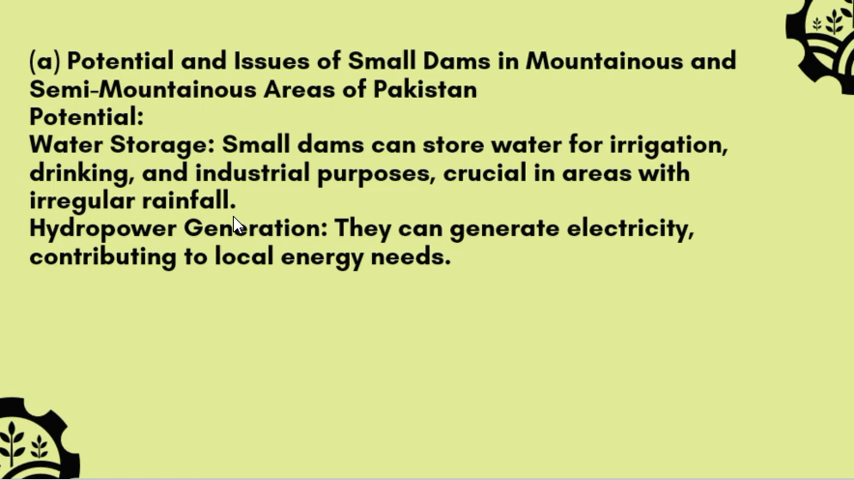 (a) Potential and Issues of Small Dams in Mountainous and
Semi-Mountainous Areas of Pakistan
Potential:
Water Storage: Small dams can store water for irrigation,
drinking, and industrial purposes, crucial in areas with
irregular rainfall.
Hydropower Generation: They can generate electricity,
contributing to local energy needs.